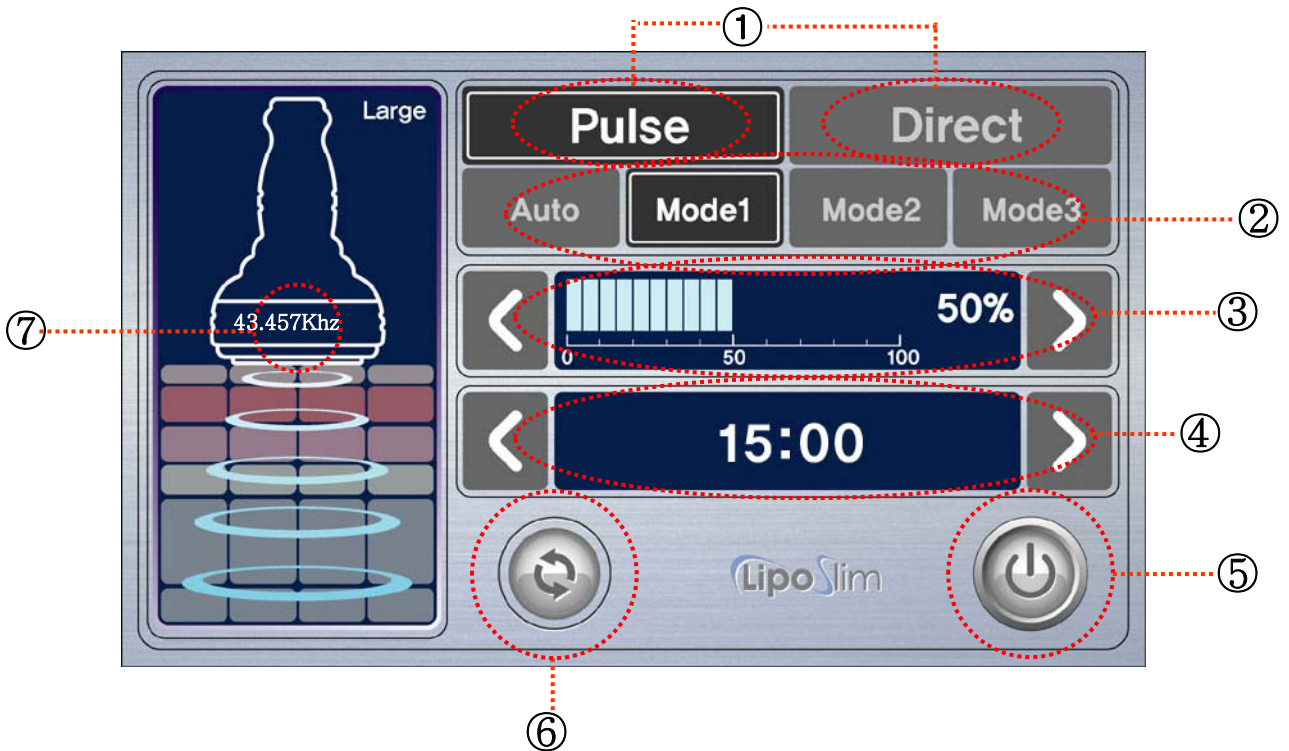 ①
Large
Pulse
Direct
Auto
Mode1
Mode2
Mode3
②
50%
0 50 100
③
43.457Khz
⑦
15:00
④
LipoSlim
⑤
⑥